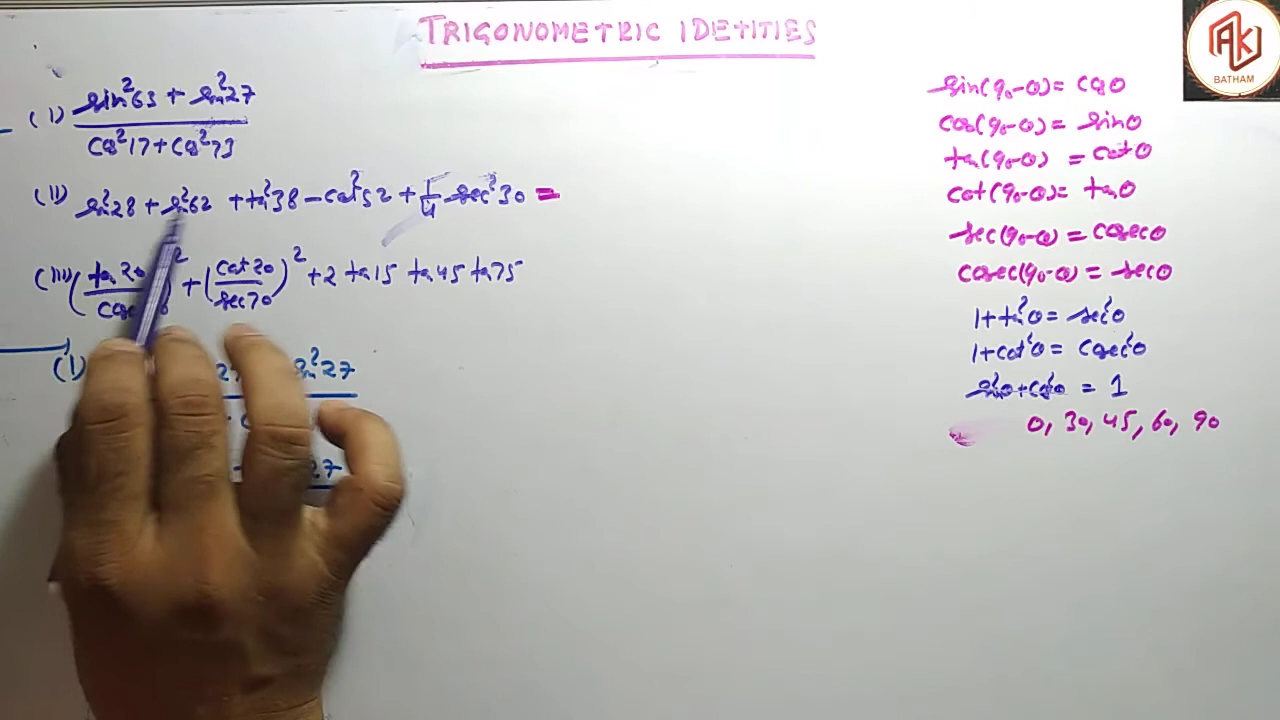 TRIGONOMETRIC IDETITIES
AK
BATHAM
(I) sin²63 + sin²27
cos²17 + cos²73
(II) sin²28 + sin²62 + tan²38 - cot²52 + 1/4 sec²30 =
(III) (tan 20)² + (cot 20 / sec 70)² + 2 tan 15 tan 45 tan 75
(I) sin²27
27
sin(90-θ) = cosθ
cos(90-θ) = sinθ
tan(90-θ) = cotθ
cot(90-θ) = tanθ
sec(90-θ) = cosecθ
cosec(90-θ) = secθ
1+tan²θ = sec²θ
1+cot²θ = cosec²θ
sin²θ+cos²θ = 1
0, 30, 45, 60, 90